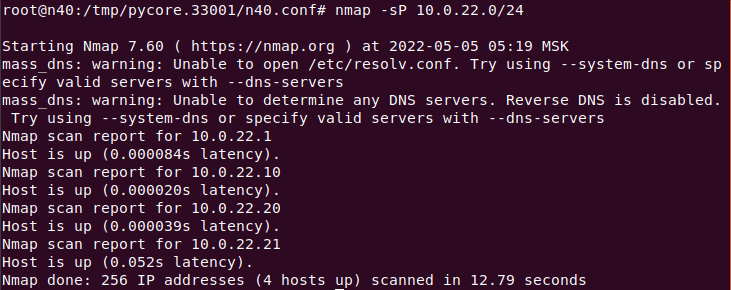 root@n40:/tmp/pycore.33001/n40.conf# nmap -sP 10.0.22.0/24
Starting Nmap 7.60 ( https://nmap.org ) at 2022-05-05 05:19 MSK
mass_dns: warning: Unable to open /etc/resolv.conf. Try using --system-dns or sp
ecify valid servers with --dns-servers
mass_dns: warning: Unable to determine any DNS servers. Reverse DNS is disabled.
 Try using --system-dns or specify valid servers with --dns-servers
Nmap scan report for 10.0.22.1
Host is up (0.000084s latency).
Nmap scan report for 10.0.22.10
Host is up (0.000020s latency).
Nmap scan report for 10.0.22.20
Host is up (0.000039s latency).
Nmap scan report for 10.0.22.21
Host is up (0.052s latency).
Nmap done: 256 IP addresses (4 hosts up) scanned in 12.79 seconds